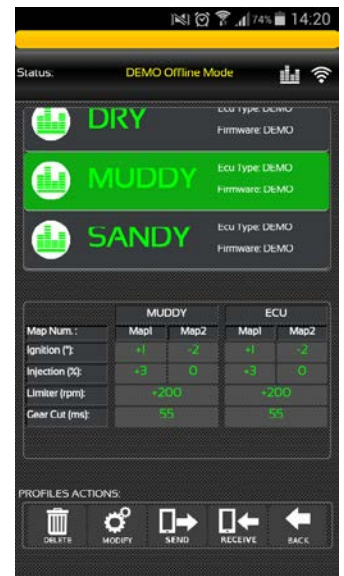 74% 14:20
Status: DEMO Offline Mode
DRY Ecu Type: DEMO
Firmware: DEMO
MUDDY Ecu Type: DEMO
Firmware: DEMO
SANDY Ecu Type: DEMO
Firmware: DEMO
MUDDY ECU
Map Num. : Map1 Map2 Map1 Map2
Ignition (°): +1 -2 +1 -2
Injection (%): +3 0 +3 0
Limiter (rpm): +200 +200
Gear Cut (ms): 55 55
PROFILES ACTIONS:
DELETE MODIFY SEND RECEIVE BACK